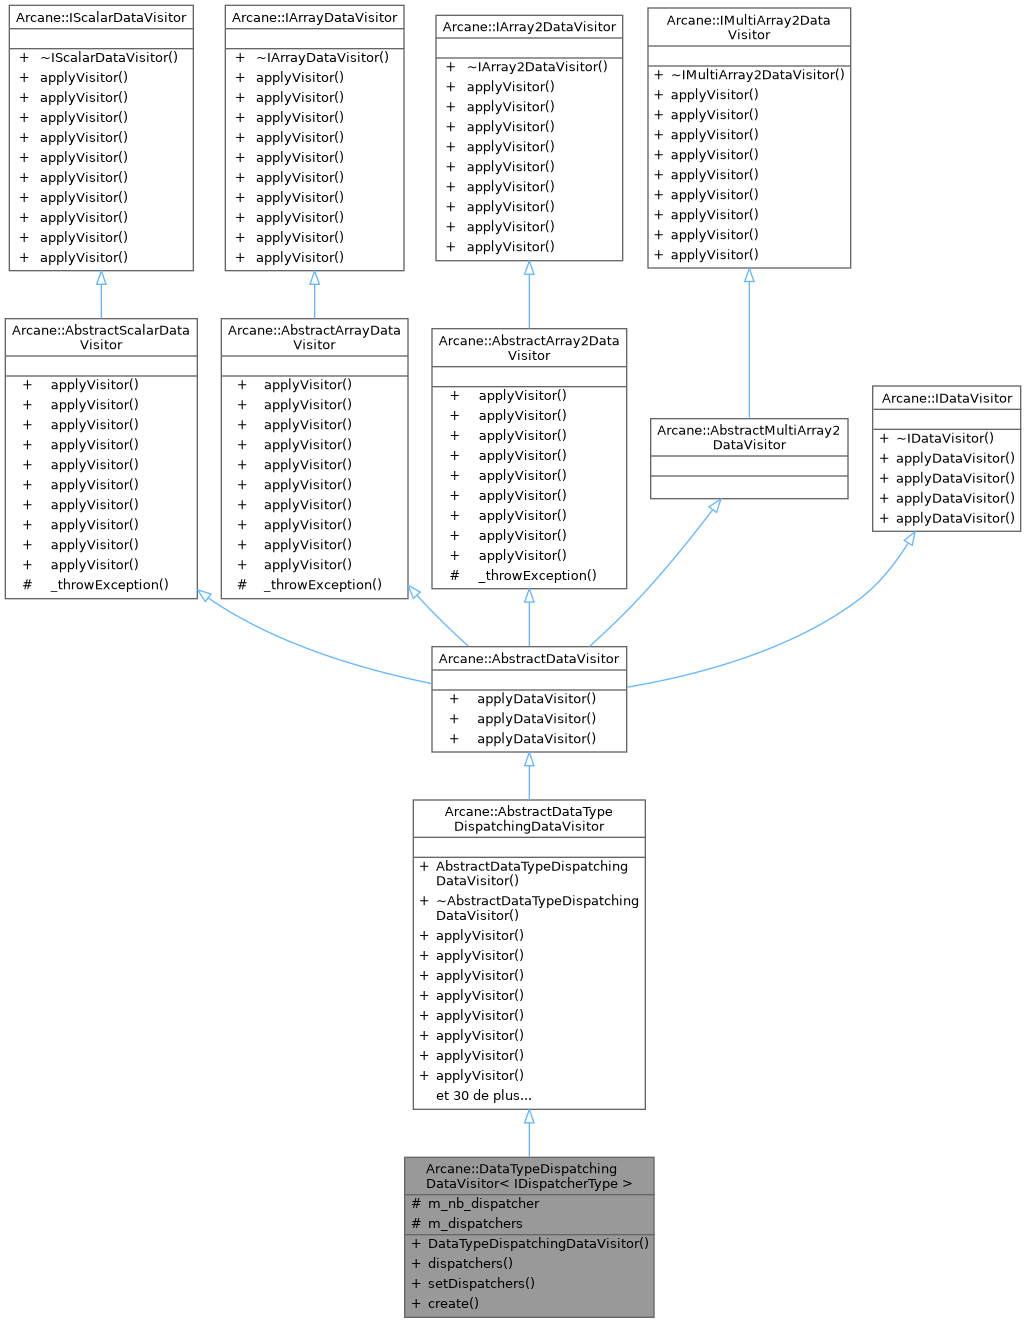 Arcane::IScalarDataVisitor
+ ~IScalarDataVisitor()
+ applyVisitor()
+ applyVisitor()
+ applyVisitor()
+ applyVisitor()
+ applyVisitor()
+ applyVisitor()
+ applyVisitor()
+ applyVisitor()
+ applyVisitor()
+ applyVisitor()
Arcane::IArrayDataVisitor
+ ~IArrayDataVisitor()
+ applyVisitor()
+ applyVisitor()
+ applyVisitor()
+ applyVisitor()
+ applyVisitor()
+ applyVisitor()
+ applyVisitor()
+ applyVisitor()
+ applyVisitor()
+ applyVisitor()
Arcane::IArray2DataVisitor
+ ~IArray2DataVisitor()
+ applyVisitor()
+ applyVisitor()
+ applyVisitor()
+ applyVisitor()
+ applyVisitor()
+ applyVisitor()
+ applyVisitor()
+ applyVisitor()
+ applyVisitor()
Arcane::IMultiArray2Data
Visitor
+ ~IMultiArray2DataVisitor()
+ applyVisitor()
+ applyVisitor()
+ applyVisitor()
+ applyVisitor()
+ applyVisitor()
+ applyVisitor()
+ applyVisitor()
+ applyVisitor()
+ applyVisitor()
Arcane::AbstractScalarData
Visitor
+ applyVisitor()
+ applyVisitor()
+ applyVisitor()
+ applyVisitor()
+ applyVisitor()
+ applyVisitor()
+ applyVisitor()
+ applyVisitor()
+ applyVisitor()
+ applyVisitor()
# _throwException()
Arcane::AbstractArrayData
Visitor
+ applyVisitor()
+ applyVisitor()
+ applyVisitor()
+ applyVisitor()
+ applyVisitor()
+ applyVisitor()
+ applyVisitor()
+ applyVisitor()
+ applyVisitor()
+ applyVisitor()
# _throwException()
Arcane::AbstractArray2Data
Visitor
+ applyVisitor()
+ applyVisitor()
+ applyVisitor()
+ applyVisitor()
+ applyVisitor()
+ applyVisitor()
+ applyVisitor()
+ applyVisitor()
+ applyVisitor()
# _throwException()
Arcane::AbstractMultiArray2
DataVisitor
Arcane::IDataVisitor
+ ~IDataVisitor()
+ applyDataVisitor()
+ applyDataVisitor()
+ applyDataVisitor()
+ applyDataVisitor()
Arcane::AbstractDataVisitor
+ applyDataVisitor()
+ applyDataVisitor()
+ applyDataVisitor()
Arcane::AbstractDataType
DispatchingDataVisitor
+ AbstractDataTypeDispatching
DataVisitor()
+ ~AbstractDataTypeDispatching
DataVisitor()
+ applyVisitor()
+ applyVisitor()
+ applyVisitor()
+ applyVisitor()
+ applyVisitor()
+ applyVisitor()
+ applyVisitor()
+ applyVisitor()
et 30 de plus...
Arcane::DataTypeDispatching
DataVisitor< IDispatcherType >
# m_nb_dispatcher
# m_dispatchers
+ DataTypeDispatchingDataVisitor()
+ dispatchers()
+ setDispatchers()
+ create()